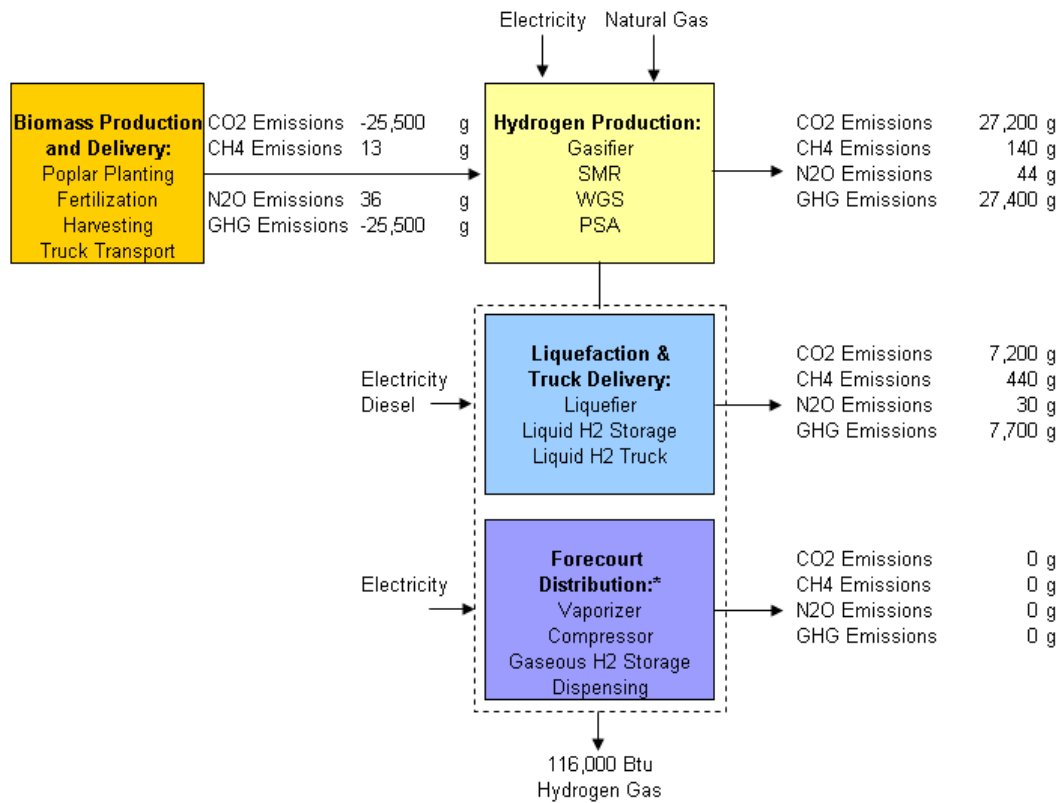 Electricity Natural Gas
Biomass Production
and Delivery:
Poplar Planting
Fertilization
Harvesting
Truck Transport
CO2 Emissions -25,500 g
CH4 Emissions 13 g
N2O Emissions 36 g
GHG Emissions -25,500 g
Hydrogen Production:
Gasifier
SMR
WGS
PSA
CO2 Emissions 27,200 g
CH4 Emissions 140 g
N2O Emissions 44 g
GHG Emissions 27,400 g
Electricity
Diesel
Liquefaction &
Truck Delivery:
Liquefier
Liquid H2 Storage
Liquid H2 Truck
CO2 Emissions 7,200 g
CH4 Emissions 440 g
N2O Emissions 30 g
GHG Emissions 7,700 g
Electricity
Forecourt
Distribution:*
Vaporizer
Compressor
Gaseous H2 Storage
Dispensing
CO2 Emissions 0 g
CH4 Emissions 0 g
N2O Emissions 0 g
GHG Emissions 0 g
116,000 Btu
Hydrogen Gas